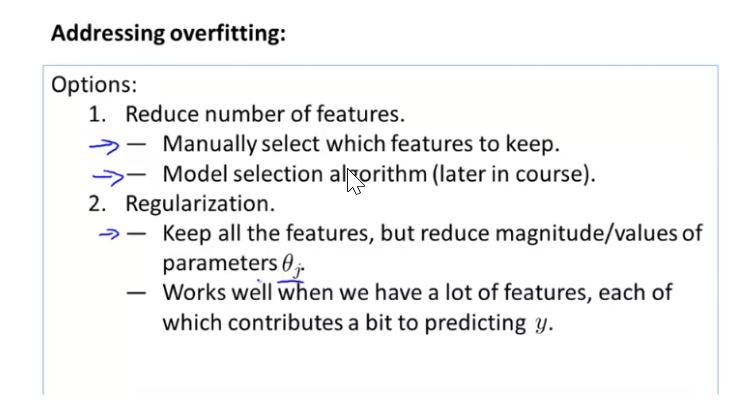 Addressing overfitting:
Options:
1. Reduce number of features.
— Manually select which features to keep.
— Model selection algorithm (later in course).
2. Regularization.
— Keep all the features, but reduce magnitude/values of
parameters θⱼ.
— Works well when we have a lot of features, each of
which contributes a bit to predicting y.